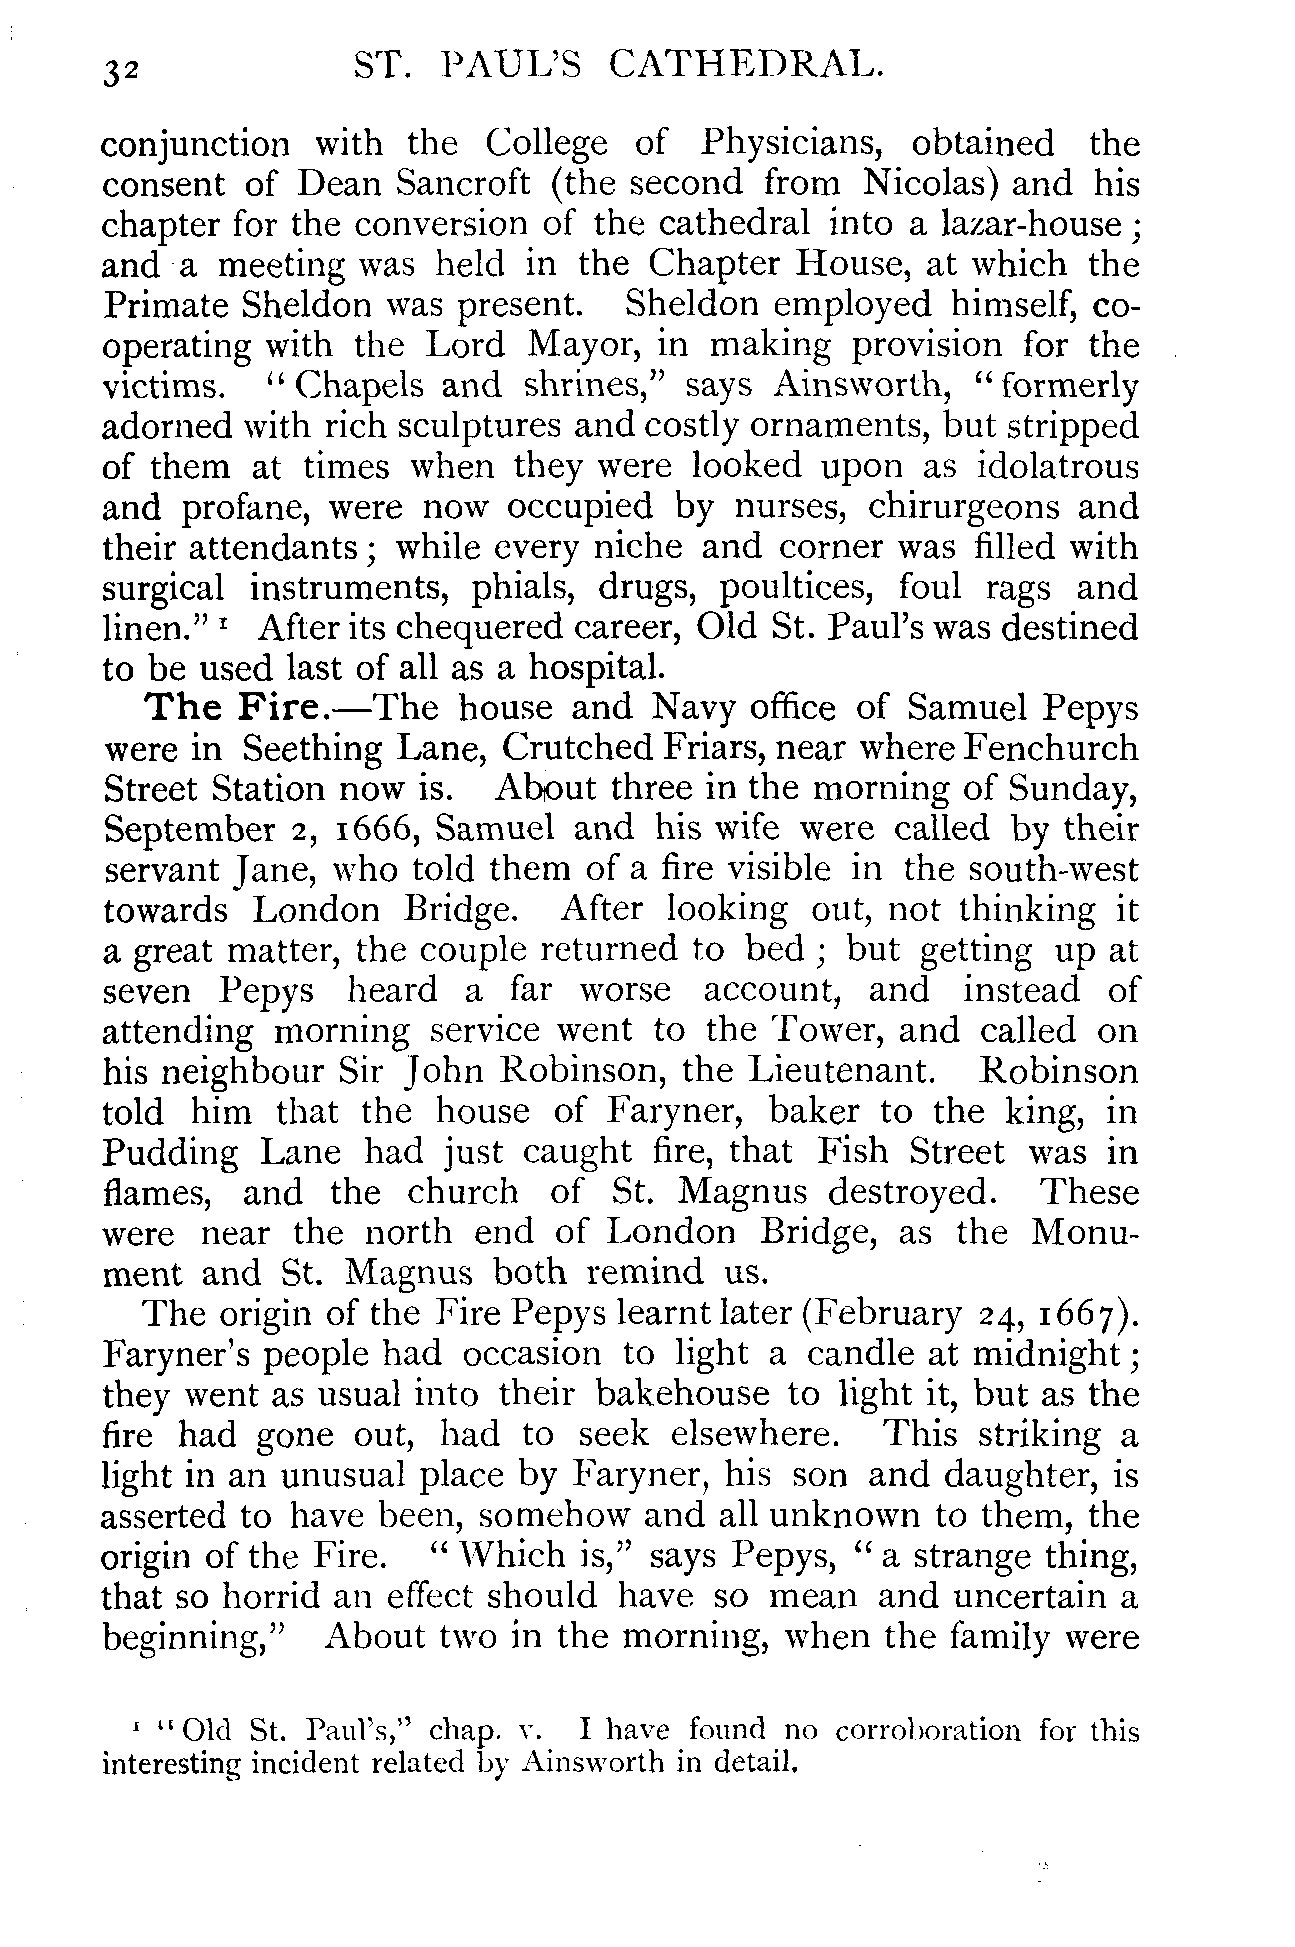 32 ST. PAUL'S CATHEDRAL.
conjunction with the College of Physicians, obtained the
consent of Dean Sancroft (the second from Nicolas) and his
chapter for the conversion of the cathedral into a lazar-house ;
and a meeting was held in the Chapter House, at which the
Primate Sheldon was present. Sheldon employed himself, co-
operating with the Lord Mayor, in making provision for the
victims. “ Chapels and shrines,” says Ainsworth, “ formerly
adorned with rich sculptures and costly ornaments, but stripped
of them at times when they were looked upon as idolatrous
and profane, were now occupied by nurses, chirurgeons and
their attendants ; while every niche and corner was filled with
surgical instruments, phials, drugs, poultices, foul rags and
linen.” ¹ After its chequered career, Old St. Paul's was destined
to be used last of all as a hospital.
The Fire.—The house and Navy office of Samuel Pepys
were in Seething Lane, Crutched Friars, near where Fenchurch
Street Station now is. About three in the morning of Sunday,
September 2, 1666, Samuel and his wife were called by their
servant Jane, who told them of a fire visible in the south-west
towards London Bridge. After looking out, not thinking it
a great matter, the couple returned to bed ; but getting up at
seven Pepys heard a far worse account, and instead of
attending morning service went to the Tower, and called on
his neighbour Sir John Robinson, the Lieutenant. Robinson
told him that the house of Faryner, baker to the king, in
Pudding Lane had just caught fire, that Fish Street was in
flames, and the church of St. Magnus destroyed. These
were near the north end of London Bridge, as the Monu-
ment and St. Magnus both remind us.
The origin of the Fire Pepys learnt later (February 24, 1667).
Faryner's people had occasion to light a candle at midnight ;
they went as usual into their bakehouse to light it, but as the
fire had gone out, had to seek elsewhere. This striking a
light in an unusual place by Faryner, his son and daughter, is
asserted to have been, somehow and all unknown to them, the
origin of the Fire. “ Which is,” says Pepys, “ a strange thing,
that so horrid an effect should have so mean and uncertain a
beginning,” About two in the morning, when the family were
¹ “ Old St. Paul's,” chap. v. I have found no corroboration for this
interesting incident related by Ainsworth in detail.